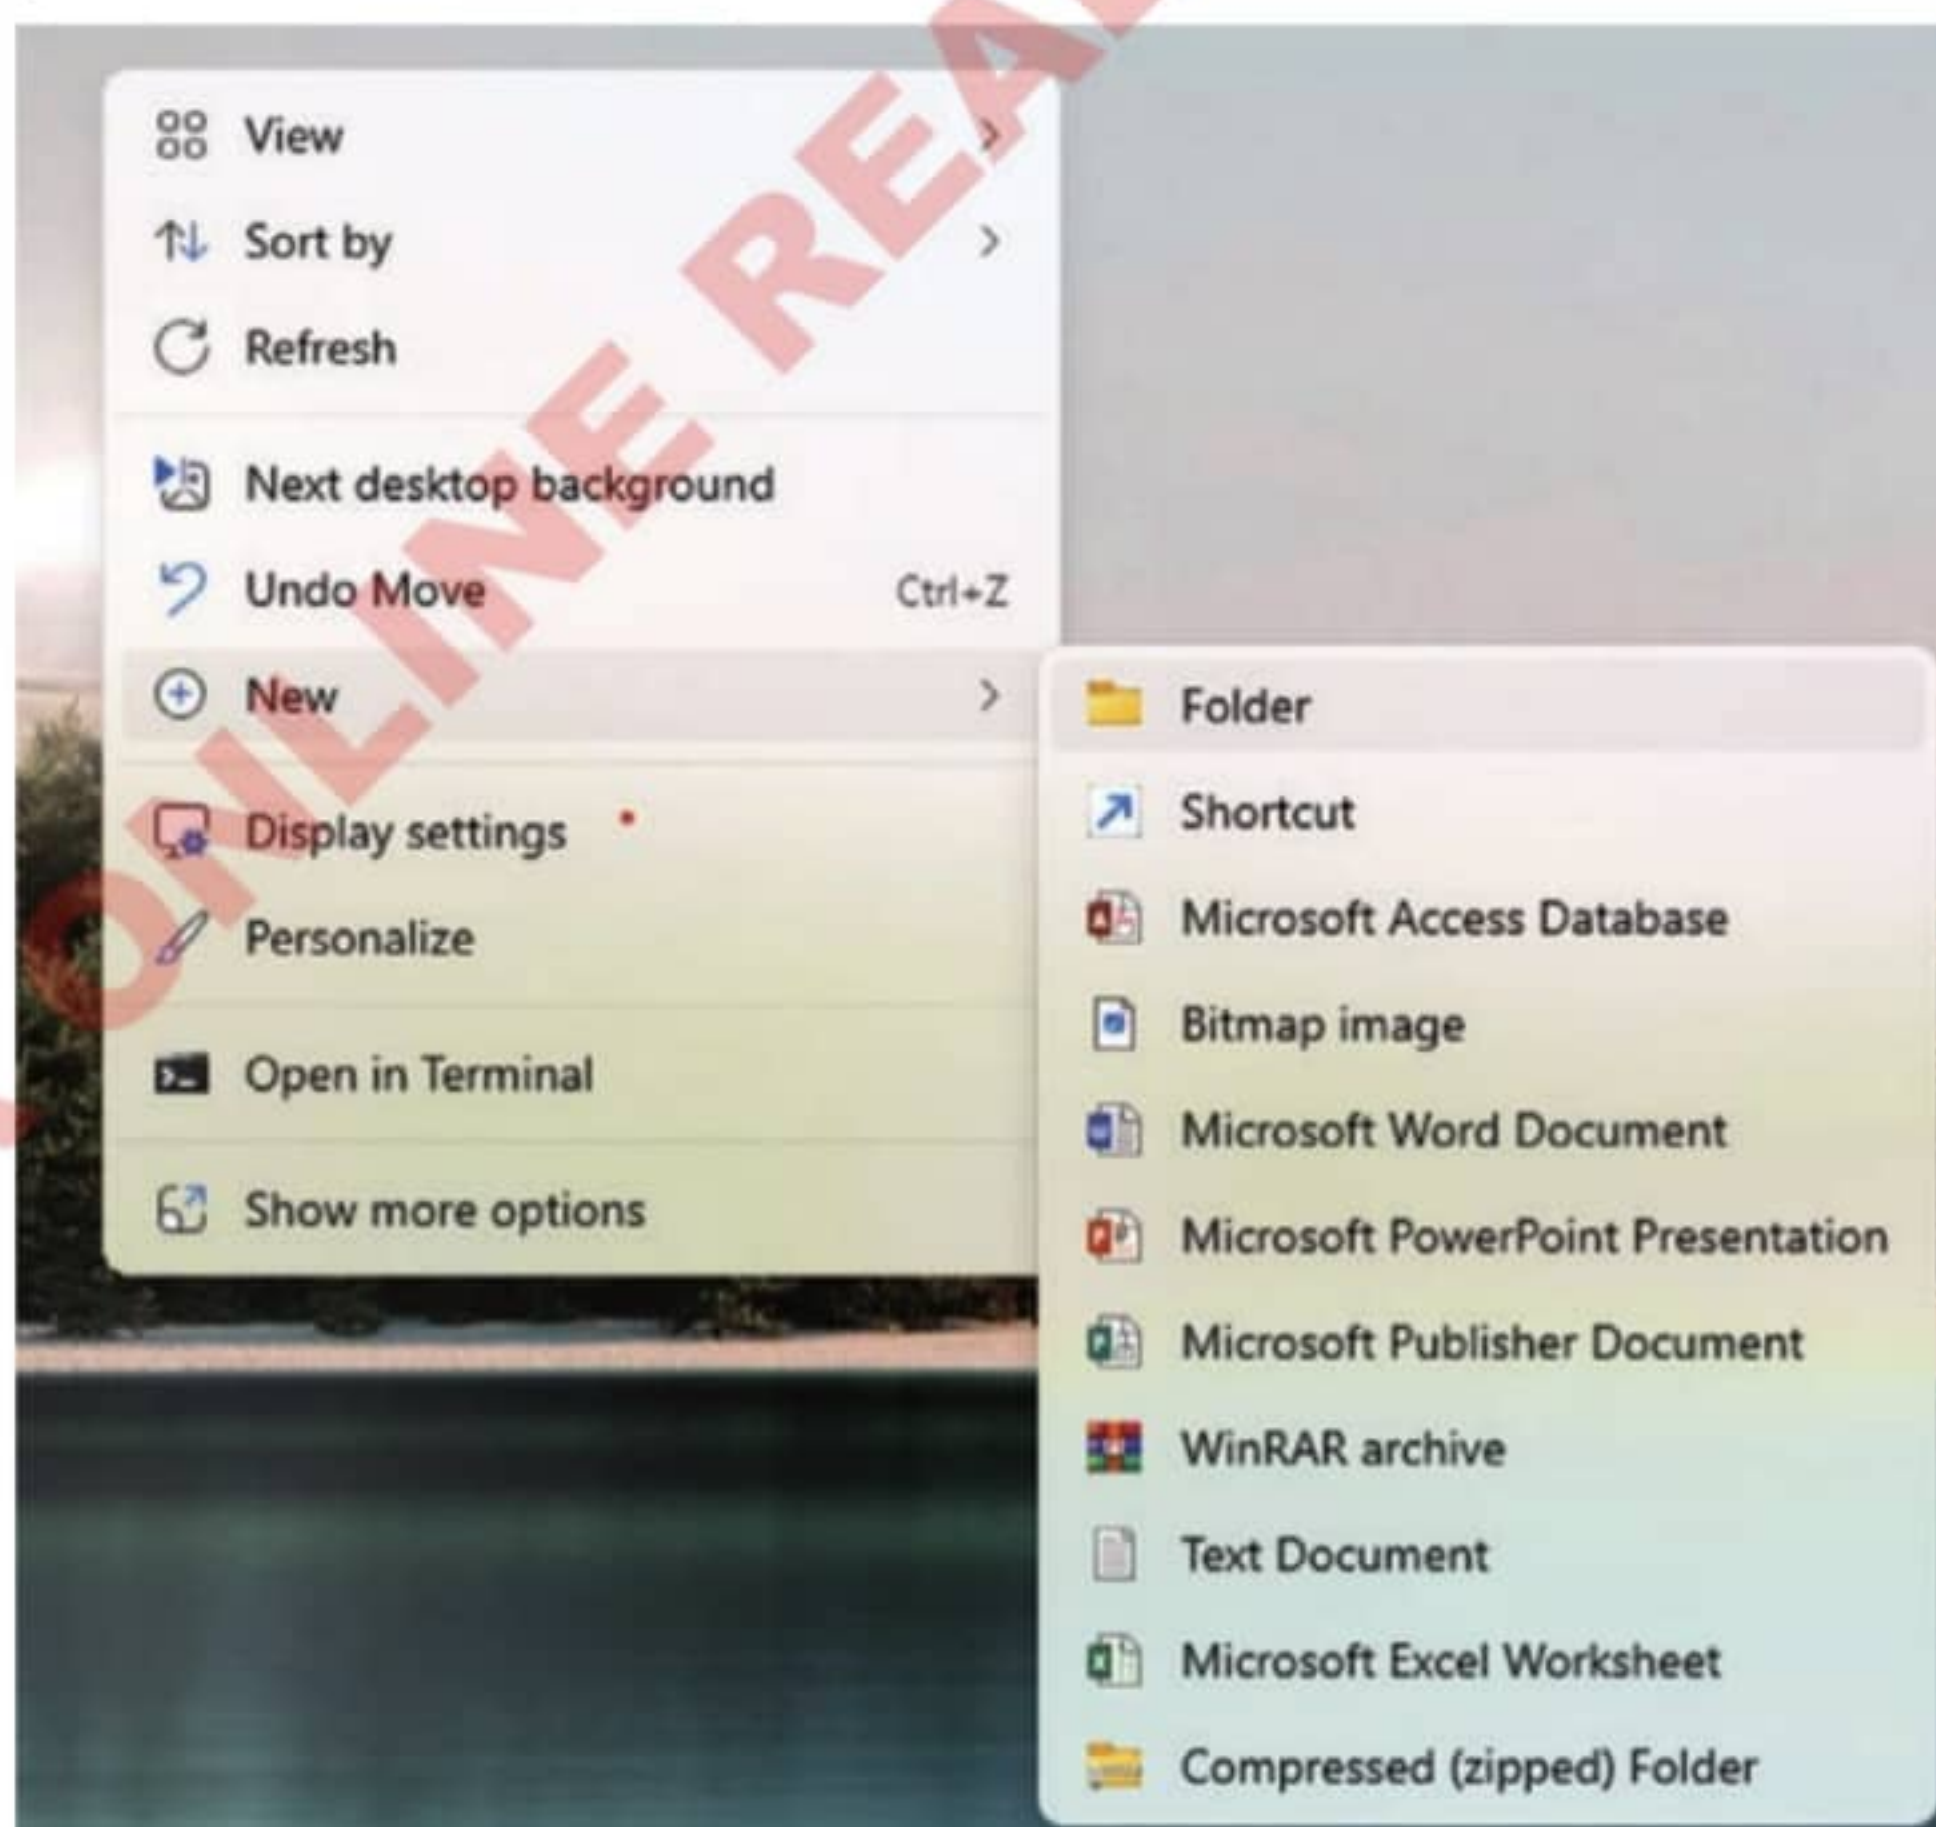 View
Sort by
Refresh
Next desktop background
Undo Move Ctrl+Z
New
Display settings
Personalize
Open in Terminal
Show more options
Folder
Shortcut
Microsoft Access Database
Bitmap image
Microsoft Word Document
Microsoft PowerPoint Presentation
Microsoft Publisher Document
WinRAR archive
Text Document
Microsoft Excel Worksheet
Compressed (zipped) Folder
ONLINE